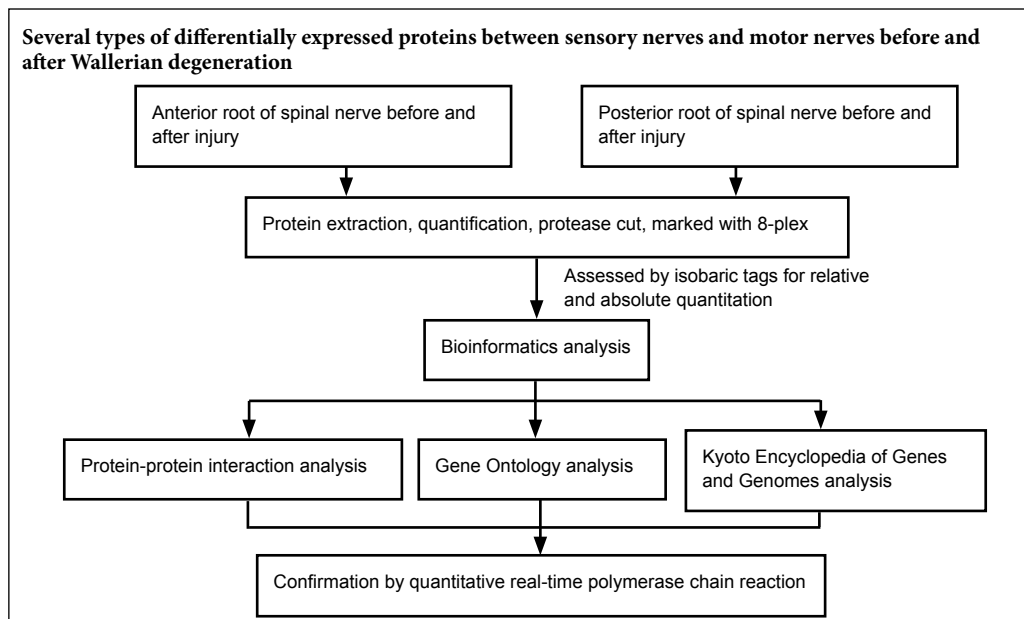 Several types of differentially expressed proteins between sensory nerves and motor nerves before and
after Wallerian degeneration
Anterior root of spinal nerve before and
after injury
Posterior root of spinal nerve before and
after injury
Protein extraction, quantification, protease cut, marked with 8-plex
Assessed by isobaric tags for relative
and absolute quantitation
Bioinformatics analysis
Protein-protein interaction analysis
Gene Ontology analysis
Kyoto Encyclopedia of Genes
and Genomes analysis
Confirmation by quantitative real-time polymerase chain reaction